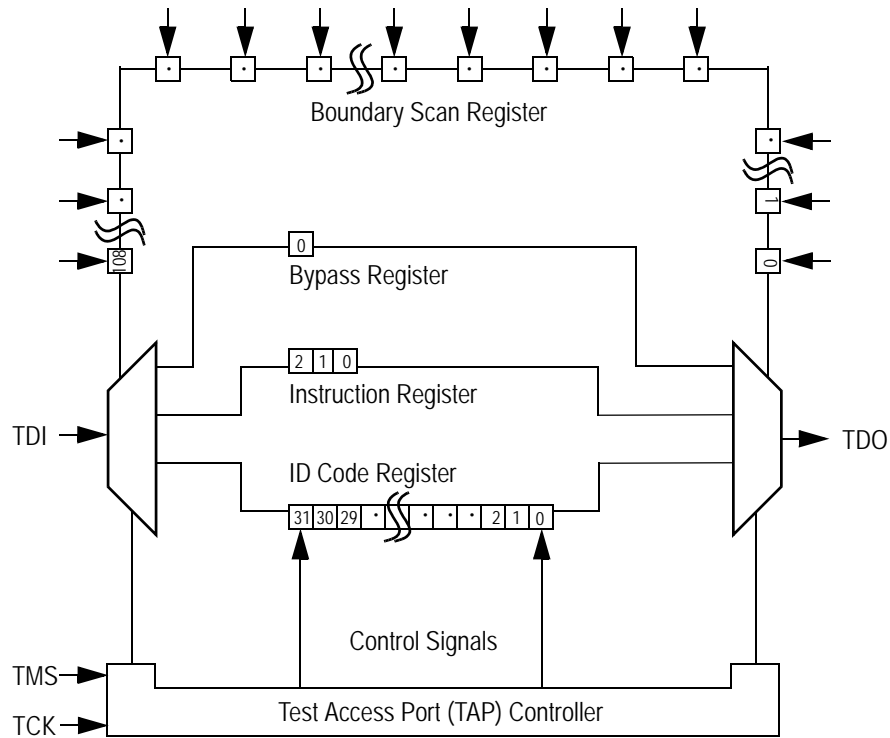 Boundary Scan Register
108
1
0
0
Bypass Register
2 1 0
Instruction Register
TDI
TDO
ID Code Register
31 30 29 · · · · 2 1 0
Control Signals
TMS
Test Access Port (TAP) Controller
TCK